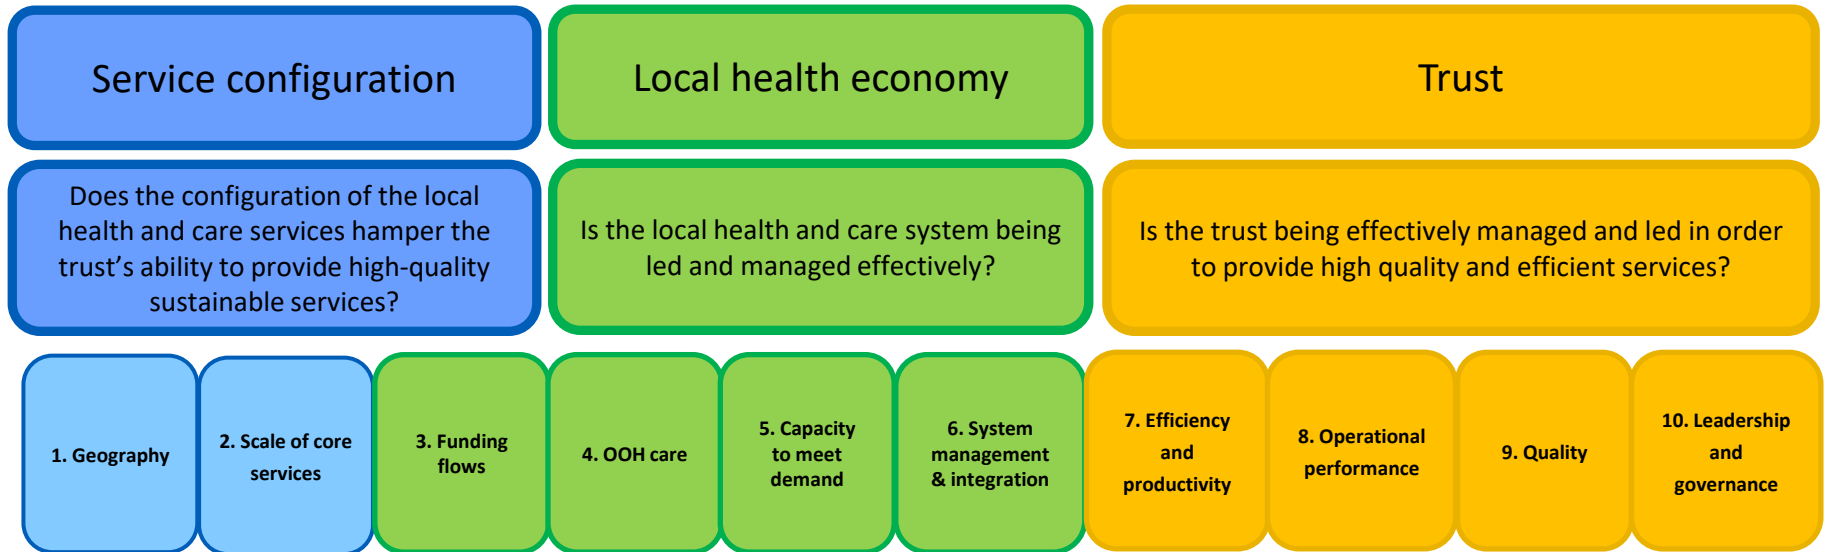 Service configuration
Local health economy
Trust
Does the configuration of the local
health and care services hamper the
trust’s ability to provide high-quality
sustainable services?
Is the local health and care system being
led and managed effectively?
Is the trust being effectively managed and led in order
to provide high quality and efficient services?
1. Geography
2. Scale of core
services
3. Funding
flows
4. OOH care
5. Capacity
to meet
demand
6. System
management
& integration
7. Efficiency
and
productivity
8. Operational
performance
9. Quality
10. Leadership
and
governance